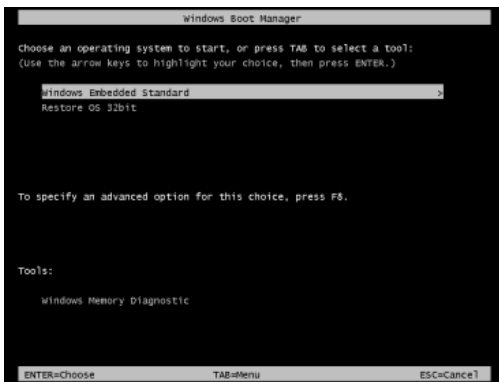 Windows Boot Manager
Choose an operating system to start, or press TAB to select a tool:
(Use the arrow keys to highlight your choice, then press ENTER.)
Windows Embedded Standard >
Restore OS 32bit
To specify an advanced option for this choice, press F8.
Tools:
Windows Memory Diagnostic
ENTER=Choose TAB=Menu ESC=Cancel